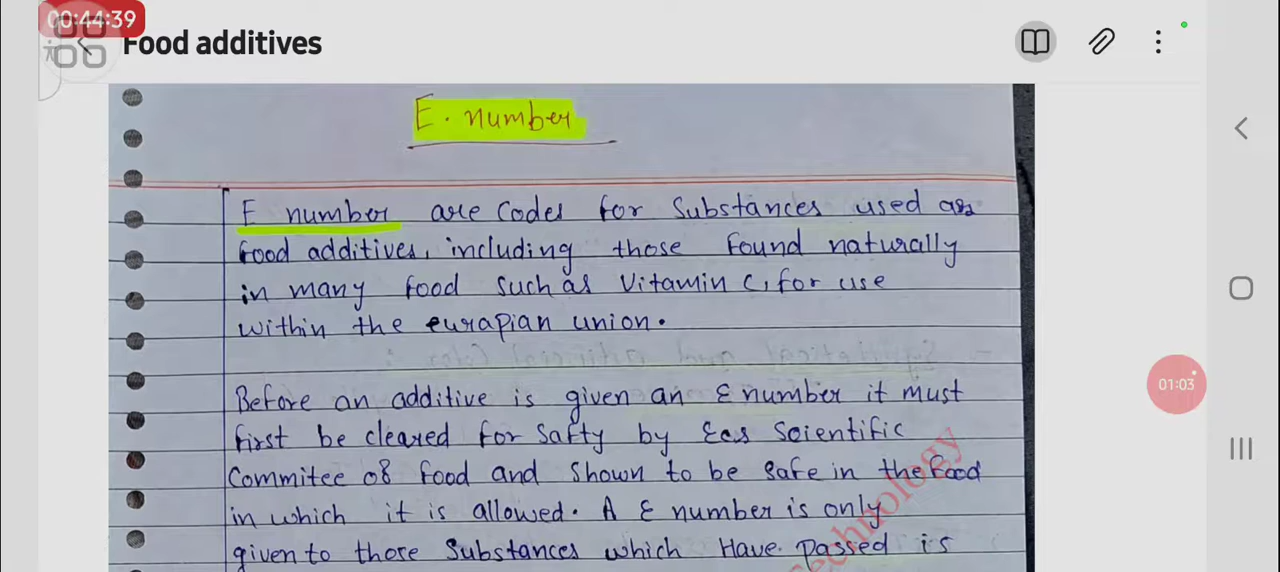 00:44:39
Food additives
E. number
E number are Codes for Substances used as
food additives, including those found naturally
in many food such as Vitamin C, for use
within the eurapian union.
Before an additive is given an E number it must
first be cleared for Safty by Ecs Scientific
Commitee of food and shown to be safe in the food
in which it is allowed. A E number is only
given to those Substances which Have passed is
echnology
01:03